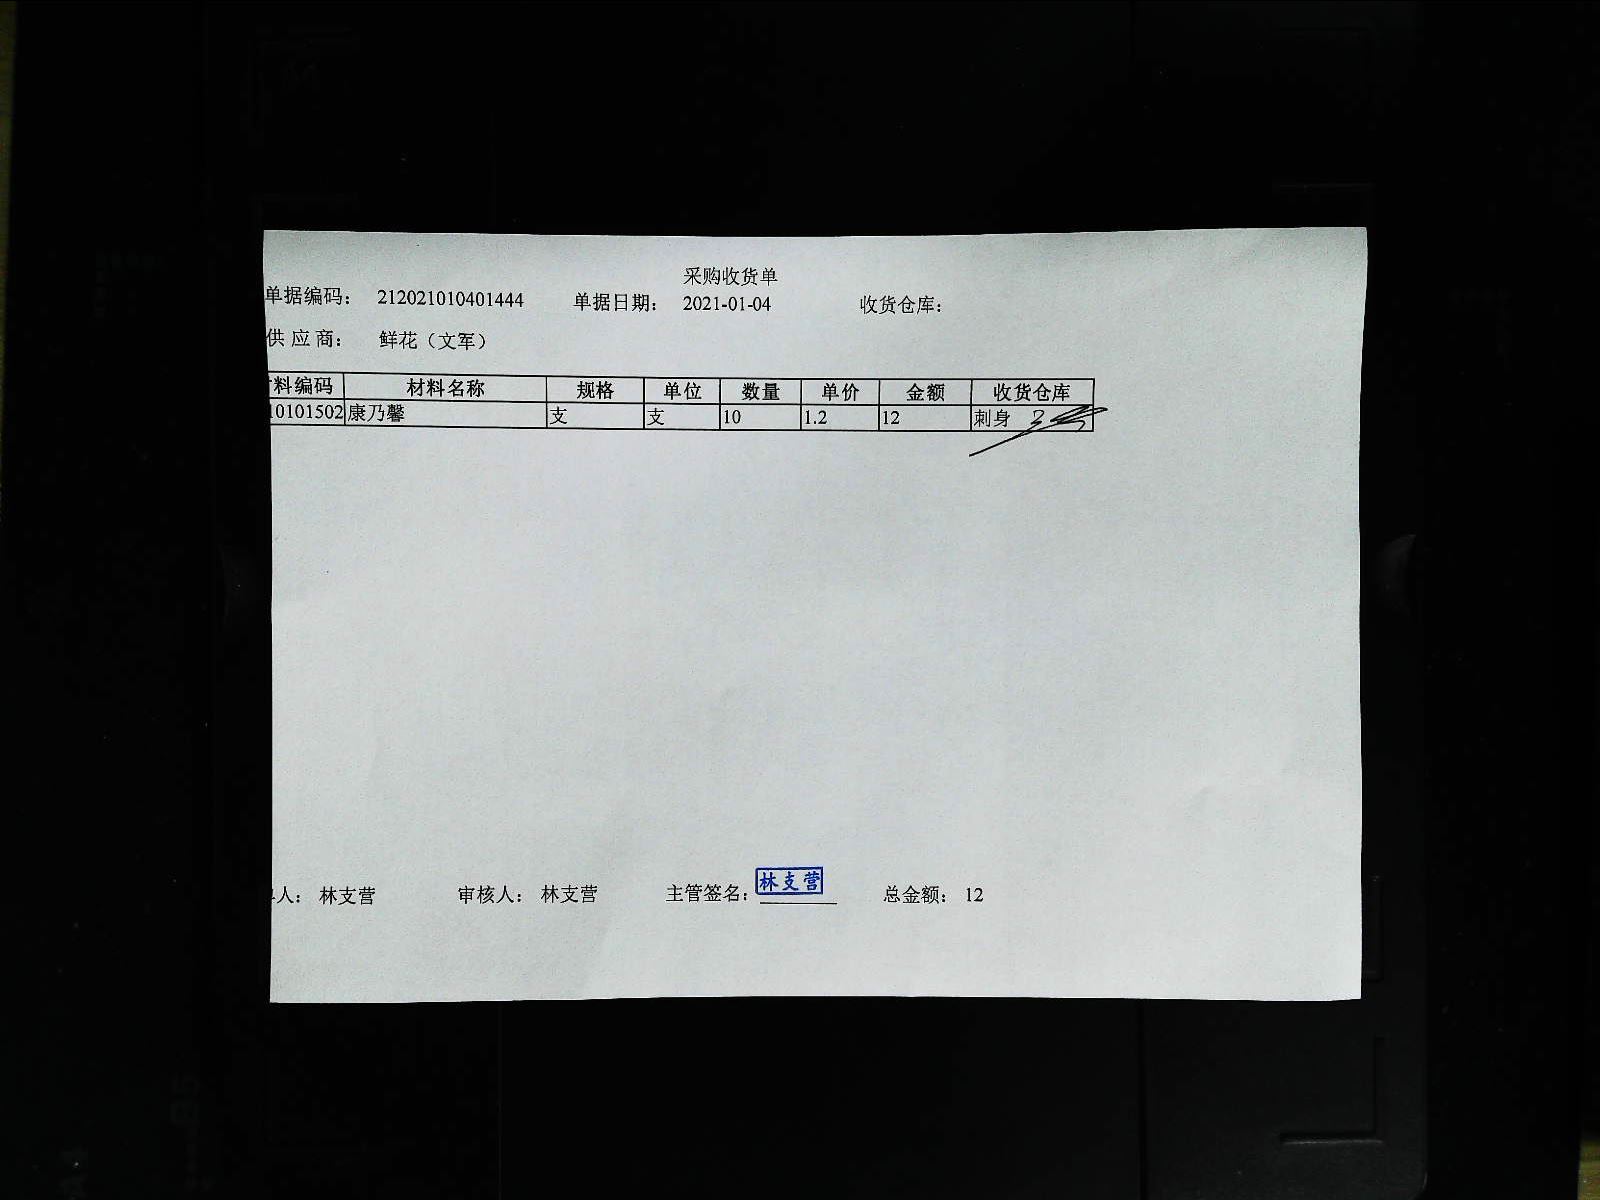 采购收货单
单据编码： 212021010401444 单据日期： 2021-01-04 收货仓库：
供应商： 鲜花（文军）
料编码 材料名称 规格 单位 数量 单价 金额 收货仓库
10101502 康乃馨 支 支 10 1.2 12 刺身
人： 林支营 审核人： 林支营 主管签名： 林支营 总金额： 12